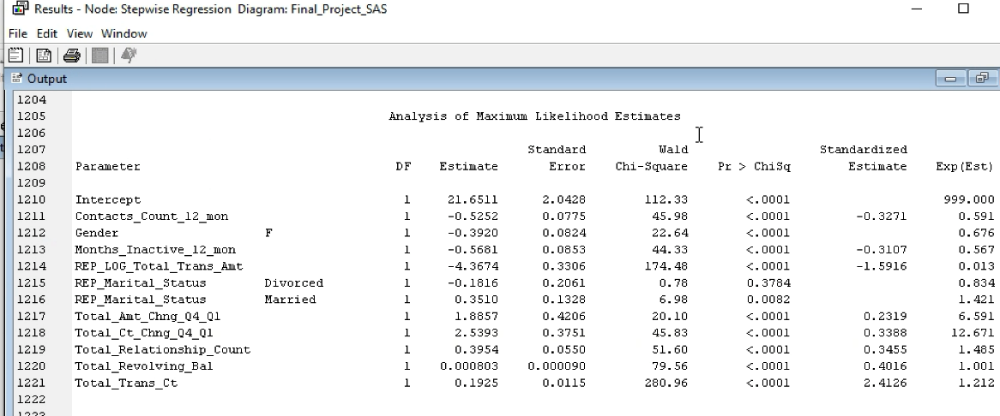 Results - Node: Stepwise Regression  Diagram: Final_Project_SAS
File Edit View Window
Output
1204
1205 Analysis of Maximum Likelihood Estimates
1206
1207 Standard Wald Standardized
1208 Parameter DF Estimate Error Chi-Square Pr > ChiSq Estimate Exp(Est)
1209
1210 Intercept 1 21.6511 2.0428 112.33 <.0001 999.000
1211 Contacts_Count_12_mon 1 -0.5252 0.0775 45.98 <.0001 -0.3271 0.591
1212 Gender F 1 -0.3920 0.0824 22.64 <.0001 0.676
1213 Months_Inactive_12_mon 1 -0.5681 0.0853 44.33 <.0001 -0.3107 0.567
1214 REP_LOG_Total_Trans_Amt 1 -4.3674 0.3306 174.48 <.0001 -1.5916 0.013
1215 REP_Marital_Status Divorced 1 -0.1816 0.2061 0.78 0.3784 0.834
1216 REP_Marital_Status Married 1 0.3510 0.1328 6.98 0.0082 1.421
1217 Total_Amt_Chng_Q4_Q1 1 1.8857 0.4206 20.10 <.0001 0.2319 6.591
1218 Total_Ct_Chng_Q4_Q1 1 2.5393 0.3751 45.83 <.0001 0.3388 12.671
1219 Total_Relationship_Count 1 0.3954 0.0550 51.60 <.0001 0.3455 1.485
1220 Total_Revolving_Bal 1 0.000803 0.000090 79.56 <.0001 0.4016 1.001
1221 Total_Trans_Ct 1 0.1925 0.0115 280.96 <.0001 2.4126 1.212
1222